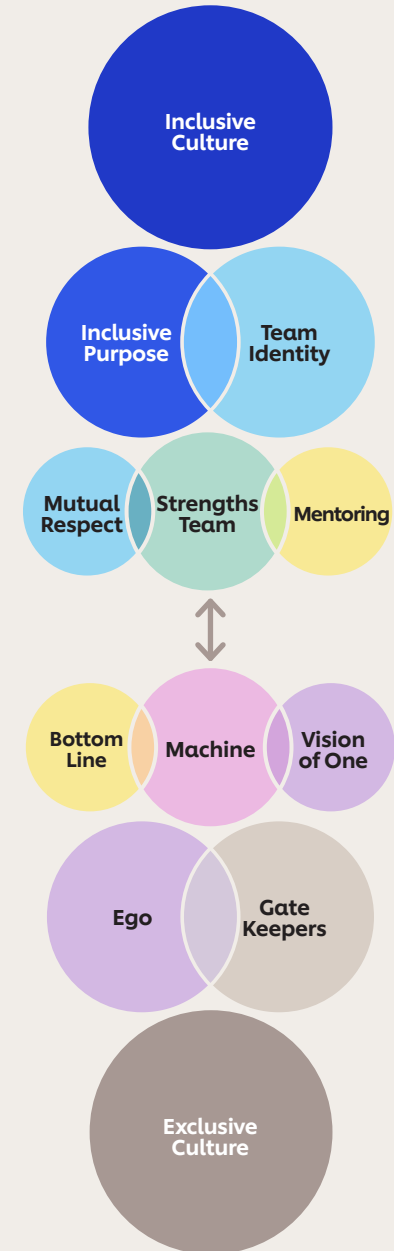 Inclusive
Culture
Inclusive
Purpose
Team
Identity
Mutual
Respect
Strengths
Team
Mentoring
Bottom
Line
Machine
Vision
of One
Ego
Gate
Keepers
Exclusive
Culture